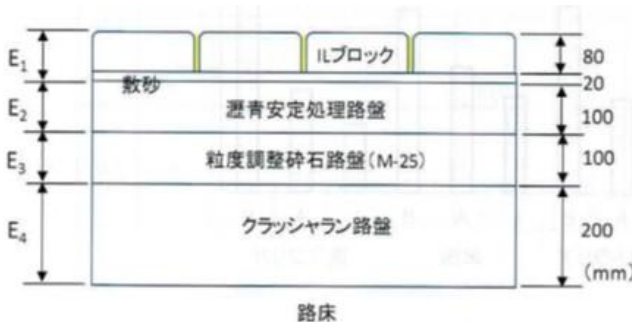 E1
ILブロック
80
敷砂
20
E2
瀝青安定処理路盤
100
E3
粒度調整砕石路盤(M-25)
100
E4
クラッシャラン路盤
200
(mm)
路床